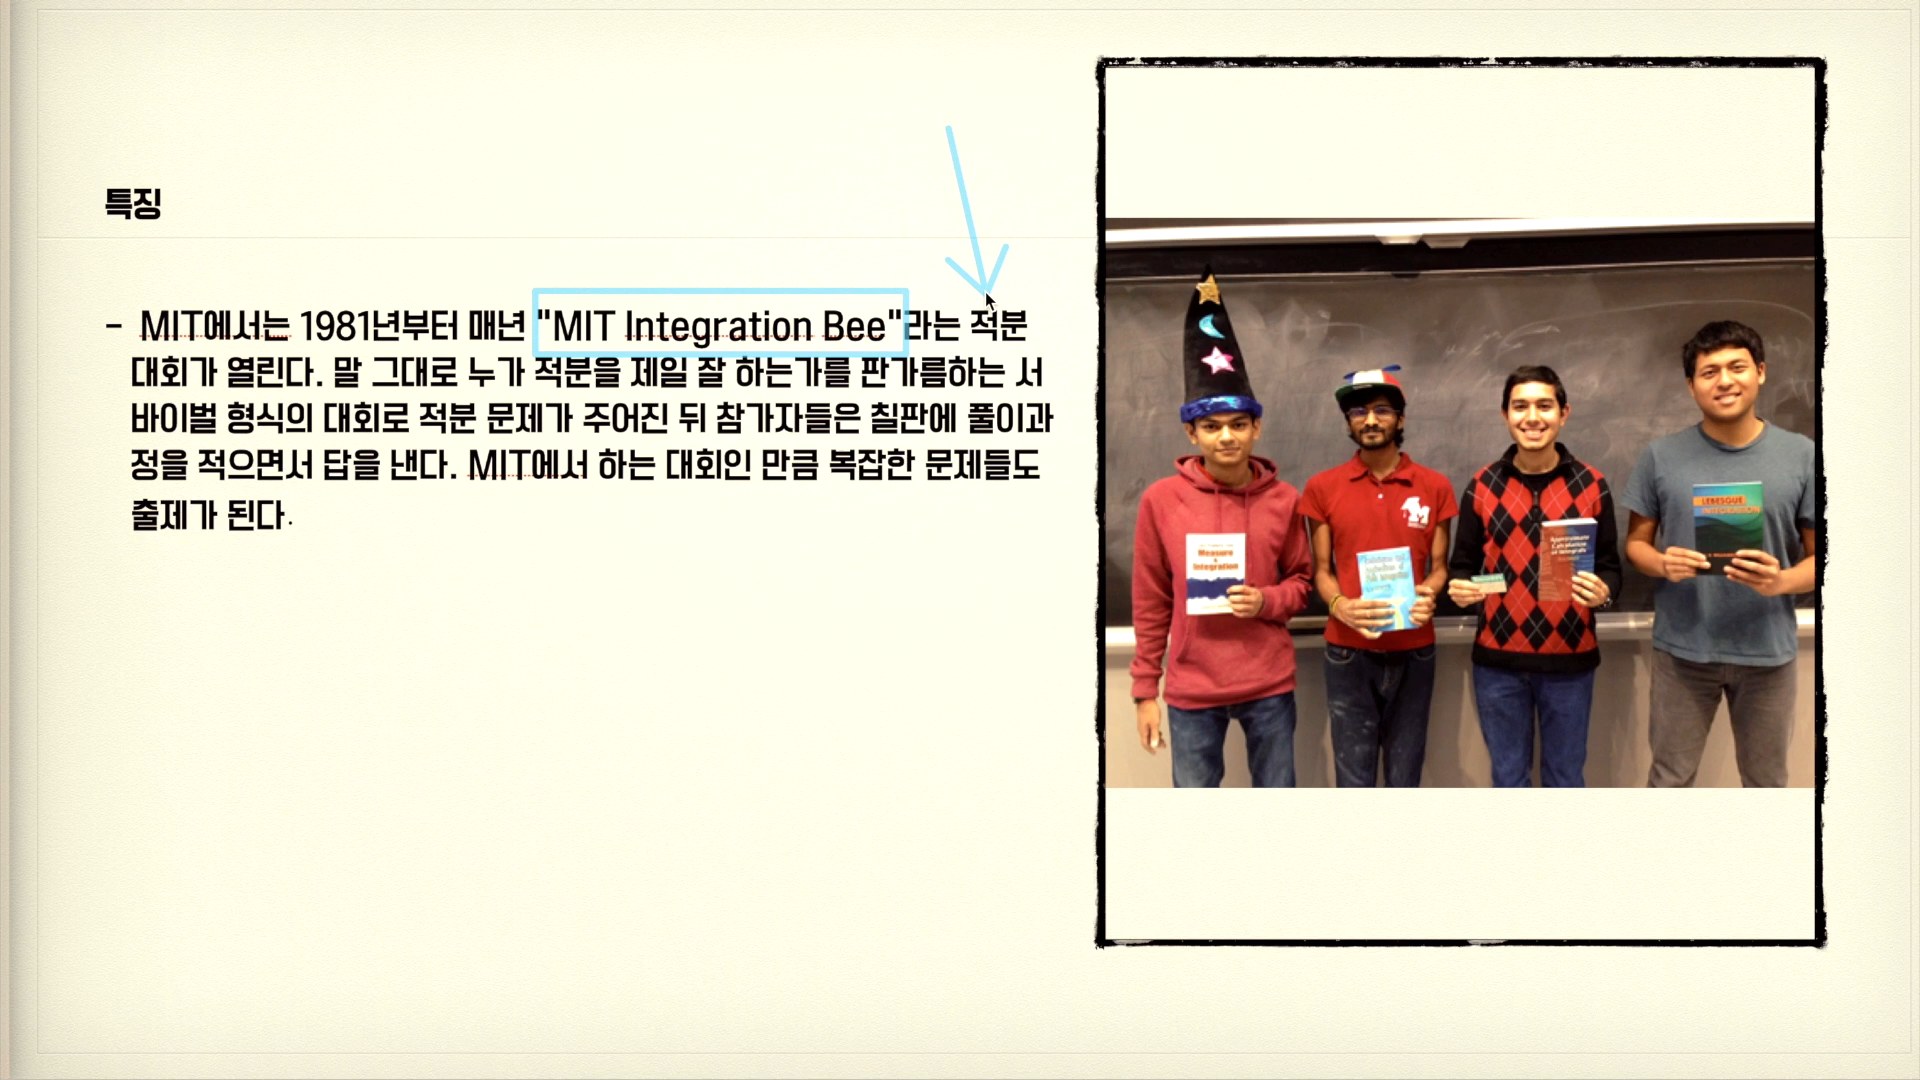 특징
- MIT에서는 1981년부터 매년 "MIT Integration Bee"라는 적분
대회가 열린다. 말 그대로 누가 적분을 제일 잘 하는가를 판가름하는 서
바이벌 형식의 대회로 적분 문제가 주어진 뒤 참가자들은 칠판에 풀이과
정을 적으면서 답을 낸다. MIT에서 하는 대회인 만큼 복잡한 문제들도
출제가 된다.
Measure
Integration
Approximate
Calculation
of Integrals
LEBESGUE
INTEGRATION